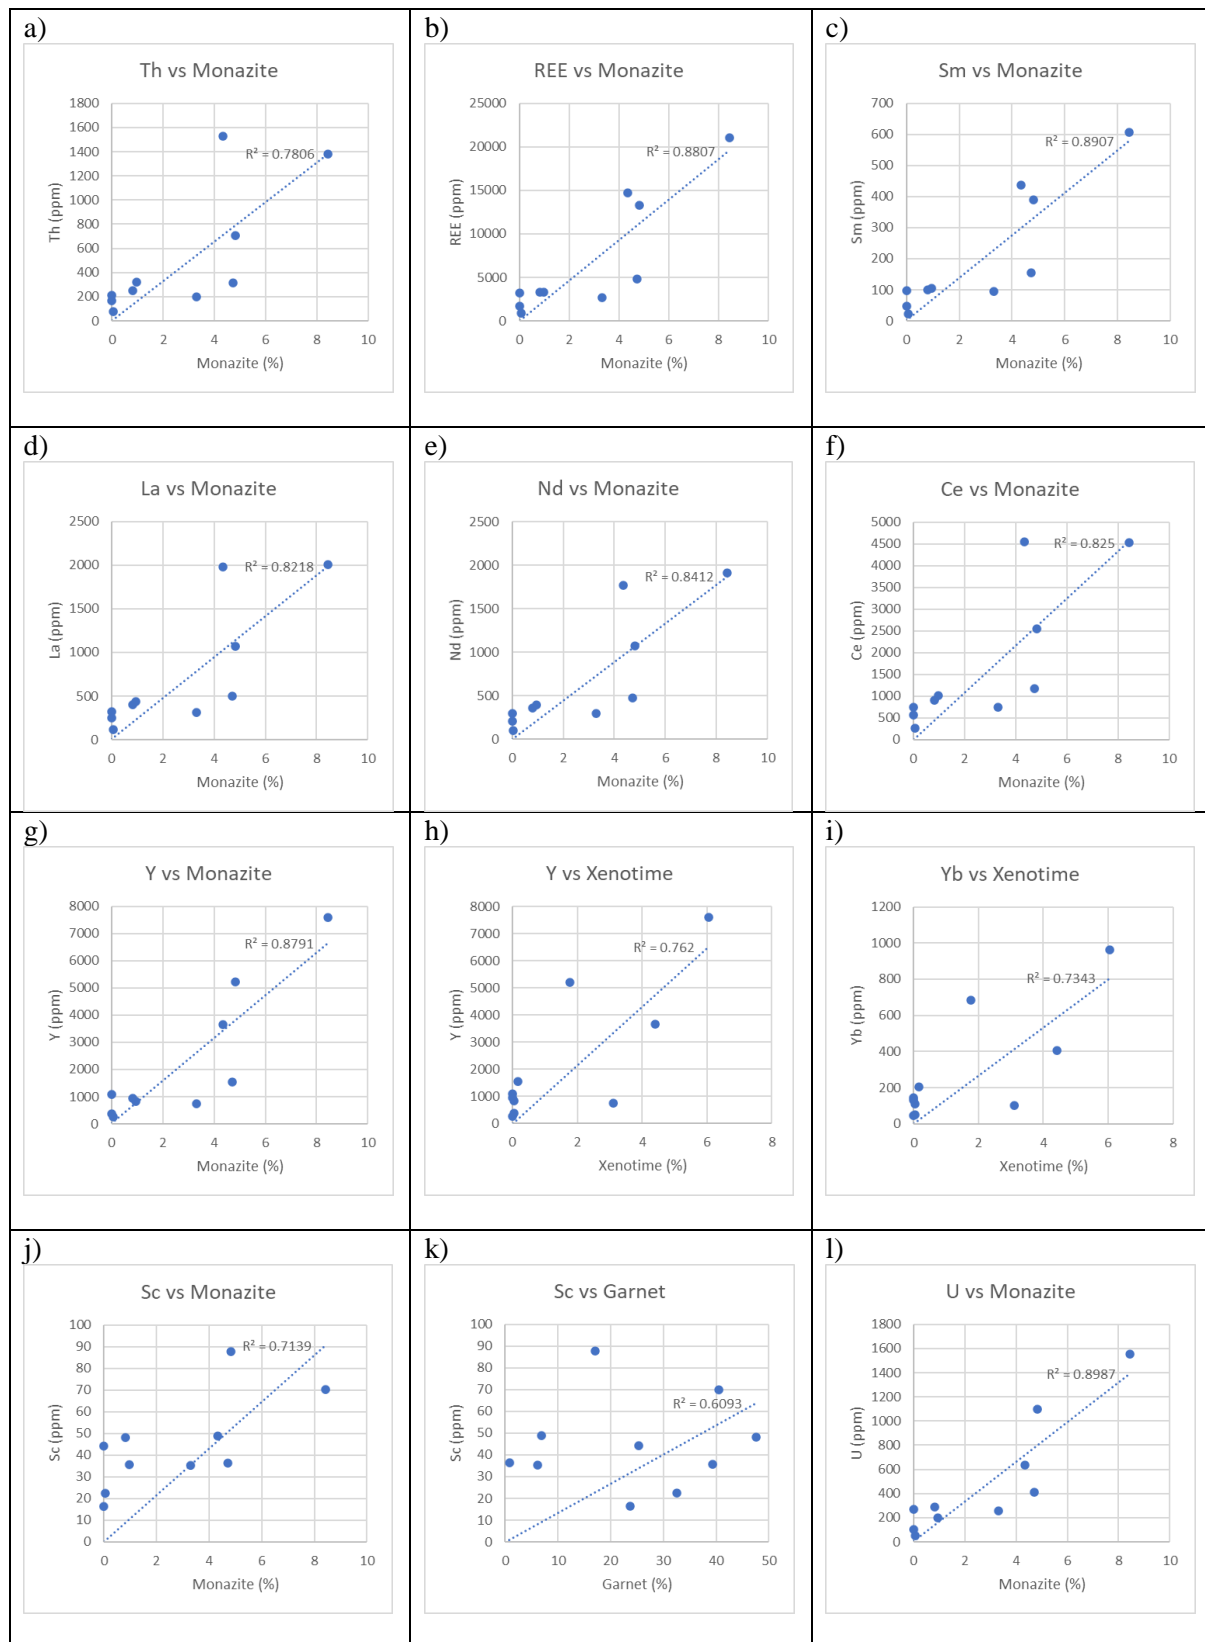 a)
Th vs Monazite
1800
1600
1400
1200
1000
800
600
400
200
0
Th (ppm)
R² = 0.7806
0 2 4 6 8 10
Monazite (%)
b)
REE vs Monazite
25000
20000
15000
10000
5000
0
REE (ppm)
R² = 0.8807
0 2 4 6 8 10
Monazite (%)
c)
Sm vs Monazite
700
600
500
400
300
200
100
0
Sm (ppm)
R² = 0.8907
0 2 4 6 8 10
Monazite (%)
d)
La vs Monazite
2500
2000
1500
1000
500
0
La (ppm)
R² = 0.8218
0 2 4 6 8 10
Monazite (%)
e)
Nd vs Monazite
2500
2000
1500
1000
500
0
Nd (ppm)
R² = 0.8412
0 2 4 6 8 10
Monazite (%)
f)
Ce vs Monazite
5000
4500
4000
3500
3000
2500
2000
1500
1000
500
0
Ce (ppm)
R² = 0.825
0 2 4 6 8 10
Monazite (%)
g)
Y vs Monazite
8000
7000
6000
5000
4000
3000
2000
1000
0
Y (ppm)
R² = 0.8791
0 2 4 6 8 10
Monazite (%)
h)
Y vs Xenotime
8000
7000
6000
5000
4000
3000
2000
1000
0
Y (ppm)
R² = 0.762
0 2 4 6 8
Xenotime (%)
i)
Yb vs Xenotime
1200
1000
800
600
400
200
0
Yb (ppm)
R² = 0.7343
0 2 4 6 8
Xenotime (%)
j)
Sc vs Monazite
100
90
80
70
60
50
40
30
20
10
0
Sc (ppm)
R² = 0.7139
0 2 4 6 8 10
Monazite (%)
k)
Sc vs Garnet
100
90
80
70
60
50
40
30
20
10
0
Sc (ppm)
R² = 0.6093
0 10 20 30 40 50
Garnet (%)
l)
U vs Monazite
1800
1600
1400
1200
1000
800
600
400
200
0
U (ppm)
R² = 0.8987
0 2 4 6 8 10
Monazite (%)